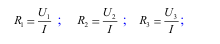 R₁ = U₁/I ; R₂ = U₂/I ; R₃ = U₃/I ;